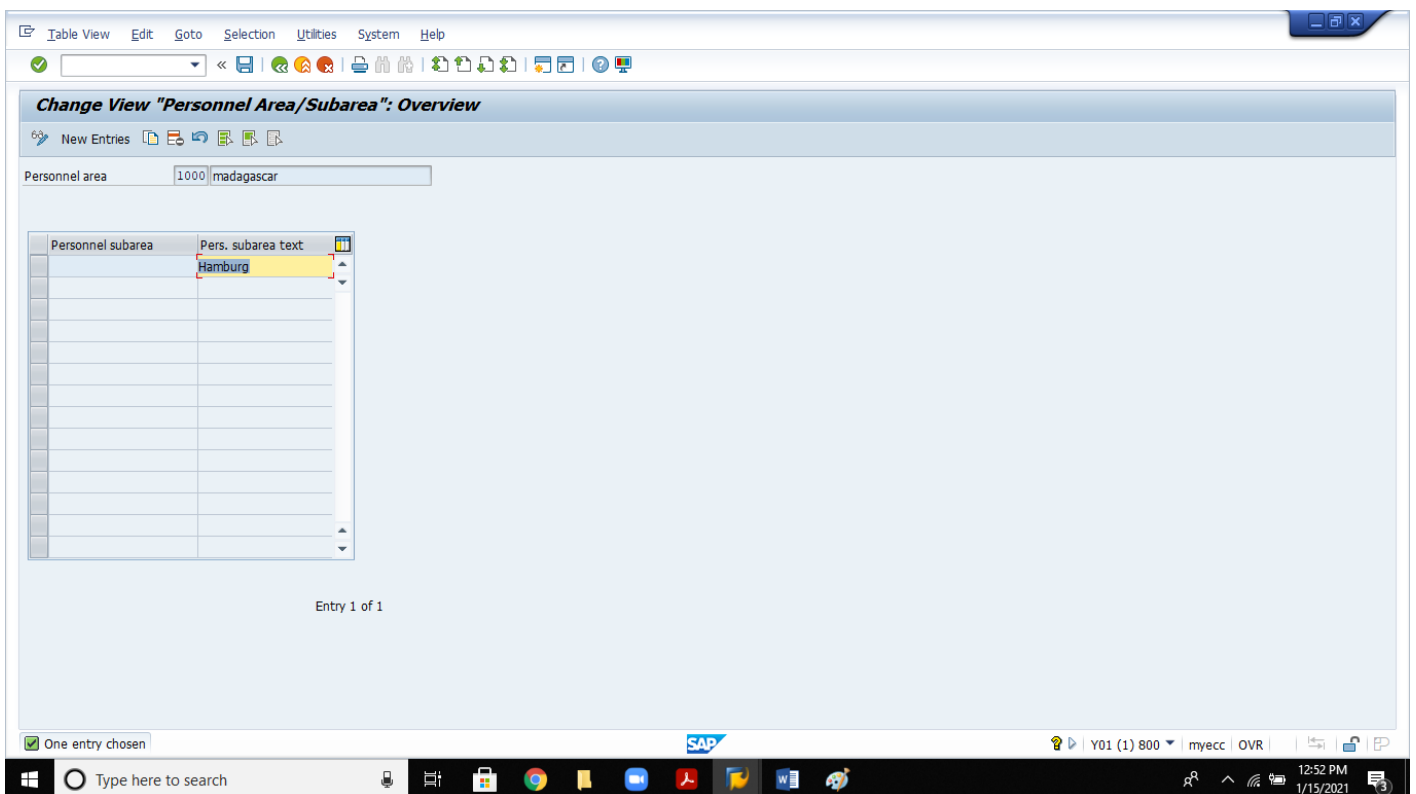 Table View Edit Goto Selection Utilities System Help
Change View "Personnel Area/Subarea": Overview
New Entries
Personnel area 1000 madagascar
Personnel subarea Pers. subarea text
Hamburg
Entry 1 of 1
One entry chosen SAP Y01 (1) 800 myecc OVR
Type here to search 12:52 PM
1/15/2021 3